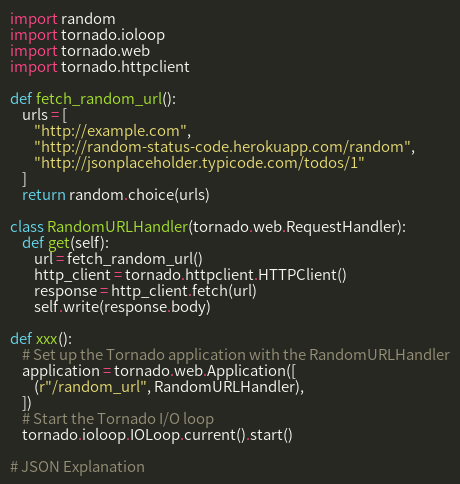 import random
import tornado.ioloop
import tornado.web
import tornado.httpclient

def fetch_random_url():
    urls = [
        "http://example.com",
        "http://random-status-code.herokuapp.com/random",
        "http://jsonplaceholder.typicode.com/todos/1"
    ]
    return random.choice(urls)

class RandomURLHandler(tornado.web.RequestHandler):
    def get(self):
        url = fetch_random_url()
        http_client = tornado.httpclient.HTTPClient()
        response = http_client.fetch(url)
        self.write(response.body)

def xxx():
    # Set up the Tornado application with the RandomURLHandler
    application = tornado.web.Application([
        (r"/random_url", RandomURLHandler),
    ])
    # Start the Tornado I/O loop
    tornado.ioloop.IOLoop.current().start()

# JSON Explanation